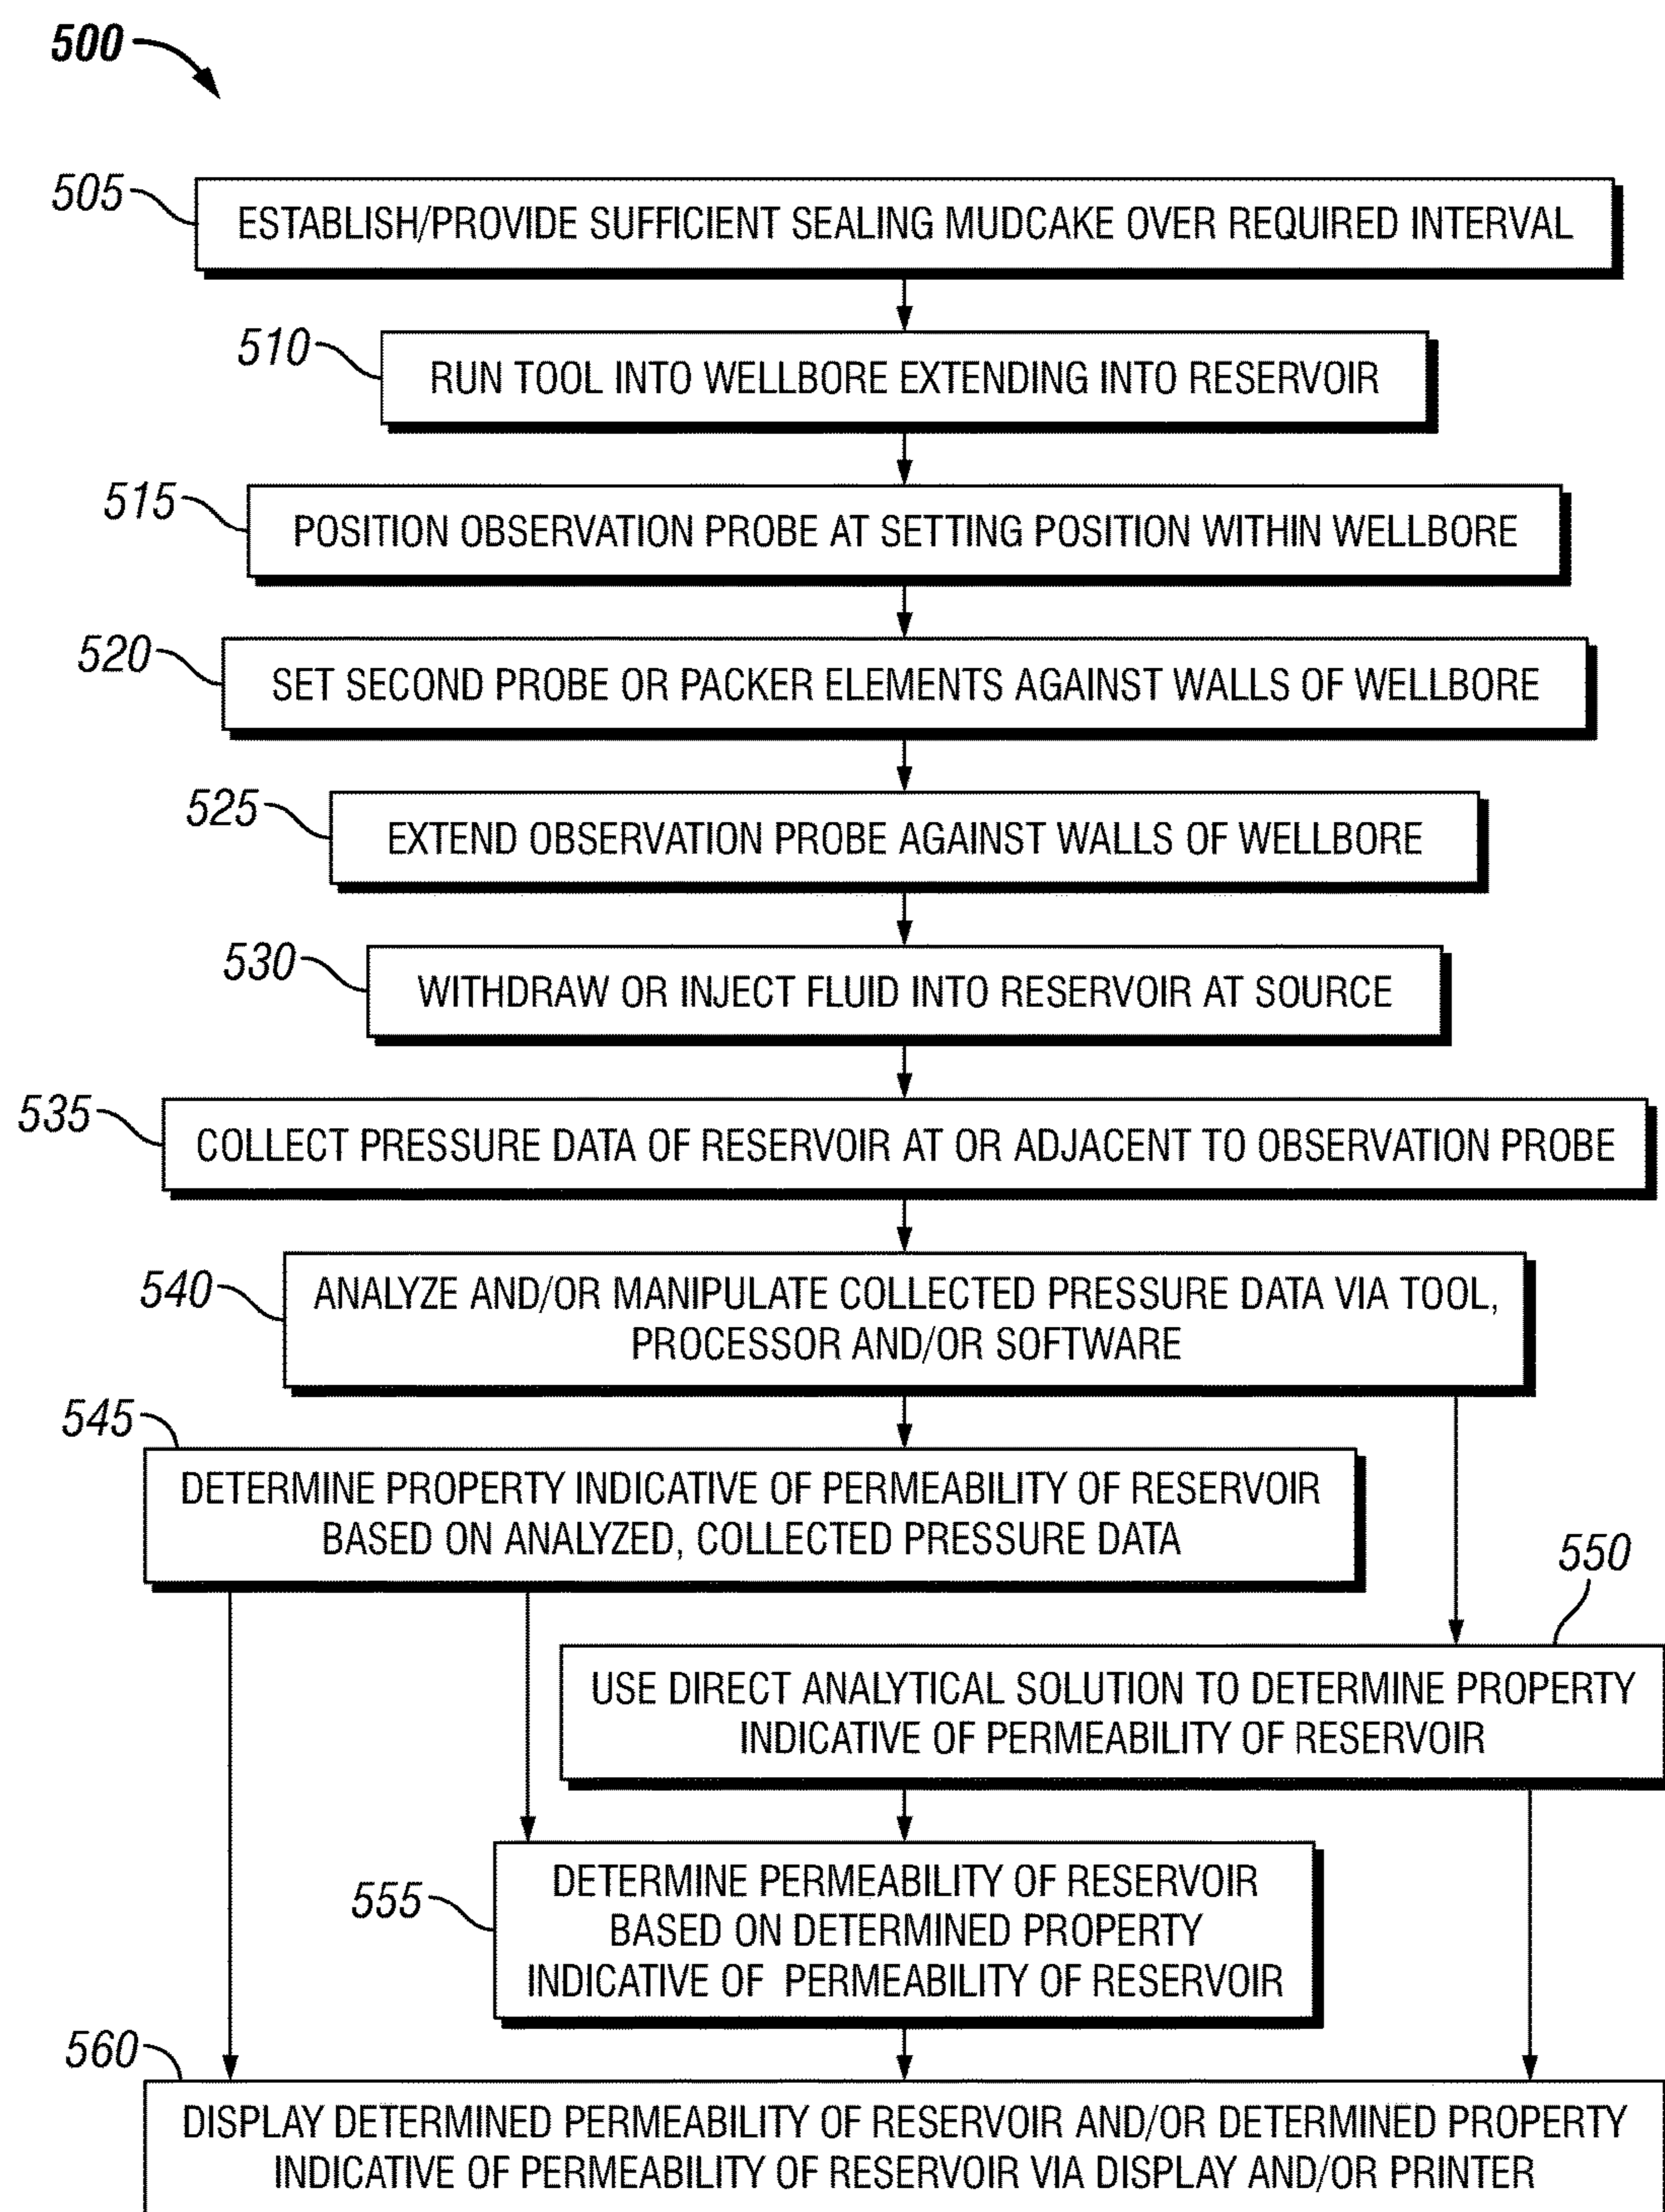 500
505
ESTABLISH/PROVIDE SUFFICIENT SEALING MUDCAKE OVER REQUIRED INTERVAL
510
RUN TOOL INTO WELLBORE EXTENDING INTO RESERVOIR
515
POSITION OBSERVATION PROBE AT SETTING POSITION WITHIN WELLBORE
520
SET SECOND PROBE OR PACKER ELEMENTS AGAINST WALLS OF WELLBORE
525
EXTEND OBSERVATION PROBE AGAINST WALLS OF WELLBORE
530
WITHDRAW OR INJECT FLUID INTO RESERVOIR AT SOURCE
535
COLLECT PRESSURE DATA OF RESERVOIR AT OR ADJACENT TO OBSERVATION PROBE
540
ANALYZE AND/OR MANIPULATE COLLECTED PRESSURE DATA VIA TOOL,
PROCESSOR AND/OR SOFTWARE
545
DETERMINE PROPERTY INDICATIVE OF PERMEABILITY OF RESERVOIR
BASED ON ANALYZED, COLLECTED PRESSURE DATA
550
USE DIRECT ANALYTICAL SOLUTION TO DETERMINE PROPERTY
INDICATIVE OF PERMEABILITY OF RESERVOIR
555
DETERMINE PERMEABILITY OF RESERVOIR
BASED ON DETERMINED PROPERTY
INDICATIVE OF PERMEABILITY OF RESERVOIR
560
DISPLAY DETERMINED PERMEABILITY OF RESERVOIR AND/OR DETERMINED PROPERTY
INDICATIVE OF PERMEABILITY OF RESERVOIR VIA DISPLAY AND/OR PRINTER